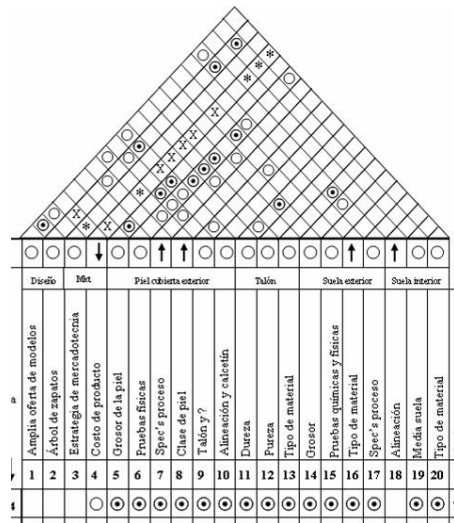 Diseño Mkt Piel cubierta exterior Talón Suela exterior Suela interior
Amplia oferta de modelos
Árbol de zapatos
Estrategia de mercadotecnia
Costo de producto
Grosor de la piel
Pruebas físicas
Spec's proceso
Clase de piel
Talón y ?
Alineación y calcetín
Dureza
Pureza
Tipo de material
Grosor
Pruebas químicas y físicas
Tipo de material
Spec's proceso
Alineación
Media suela
Tipo de material
1 2 3 4 5 6 7 8 9 10 11 12 13 14 15 16 17 18 19 20